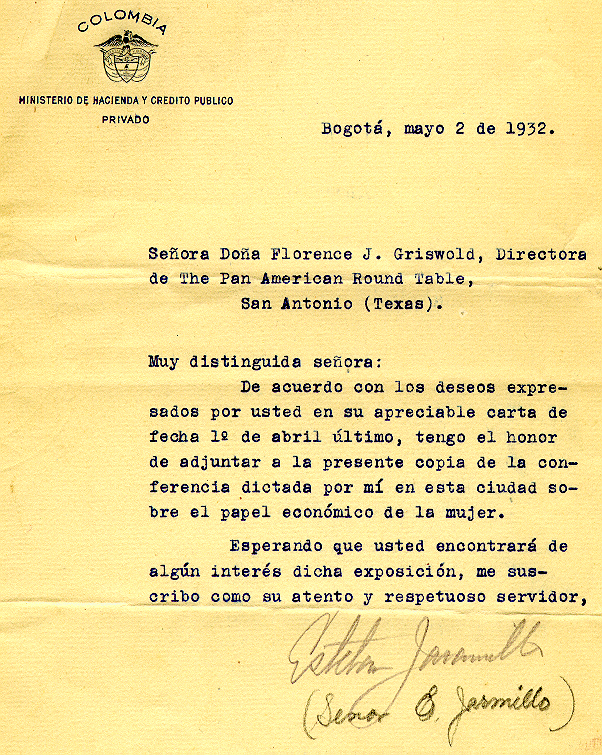 COLOMBIA
MINISTERIO DE HACIENDA Y CREDITO PUBLICO
PRIVADO
Bogotá, mayo 2 de 1932.
Señora Doña Florence J. Griswold, Directora
de The Pan American Round Table,
San Antonio (Texas).
Muy distinguida señora:
De acuerdo con los deseos expre-
sados por usted en su apreciable carta de
fecha 1º de abril último, tengo el honor
de adjuntar a la presente copia de la con-
ferencia dictada por mí en esta ciudad so-
bre el papel económico de la mujer.
Esperando que usted encontrará de
algún interés dicha exposición, me sus-
cribo como su atento y respetuoso servidor,
Esteban Jaramillo
(Señor E. Jarmillo)